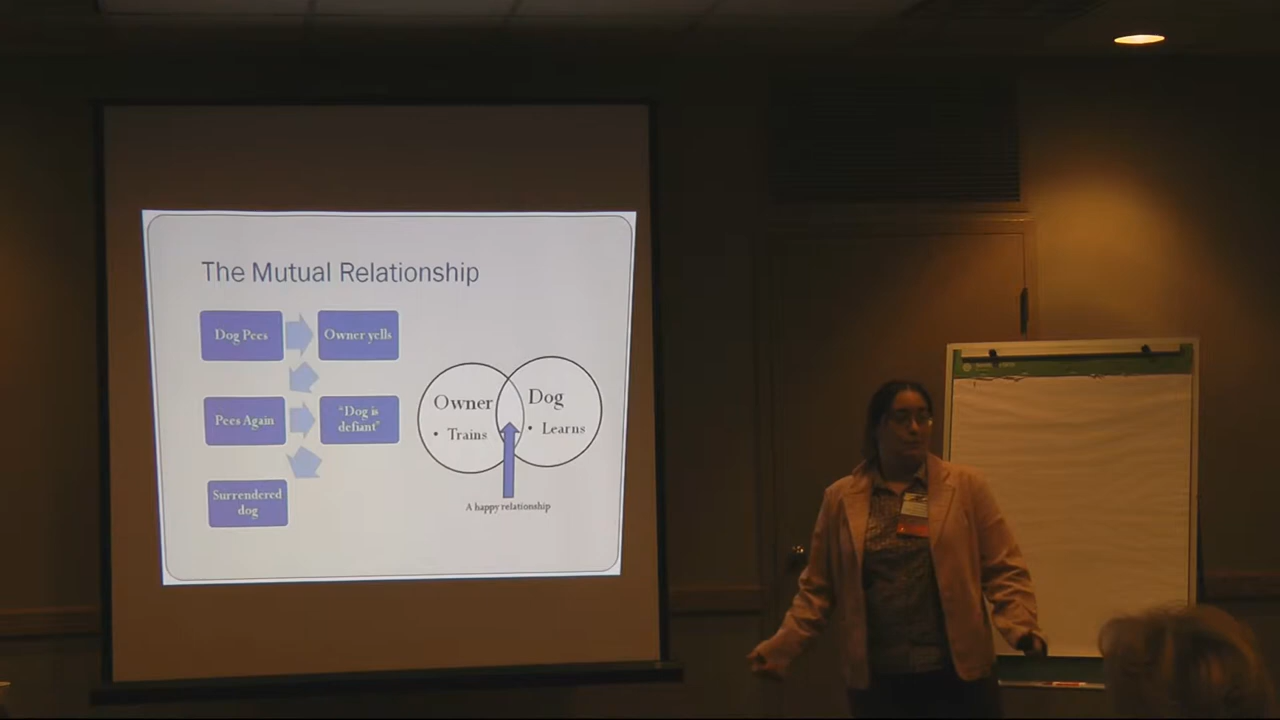 The Mutual Relationship
Dog Pees
Owner yells
Pees Again
"Dog is
defiant"
Surrendered
dog
Owner
• Trains
Dog
• Learns
A happy relationship